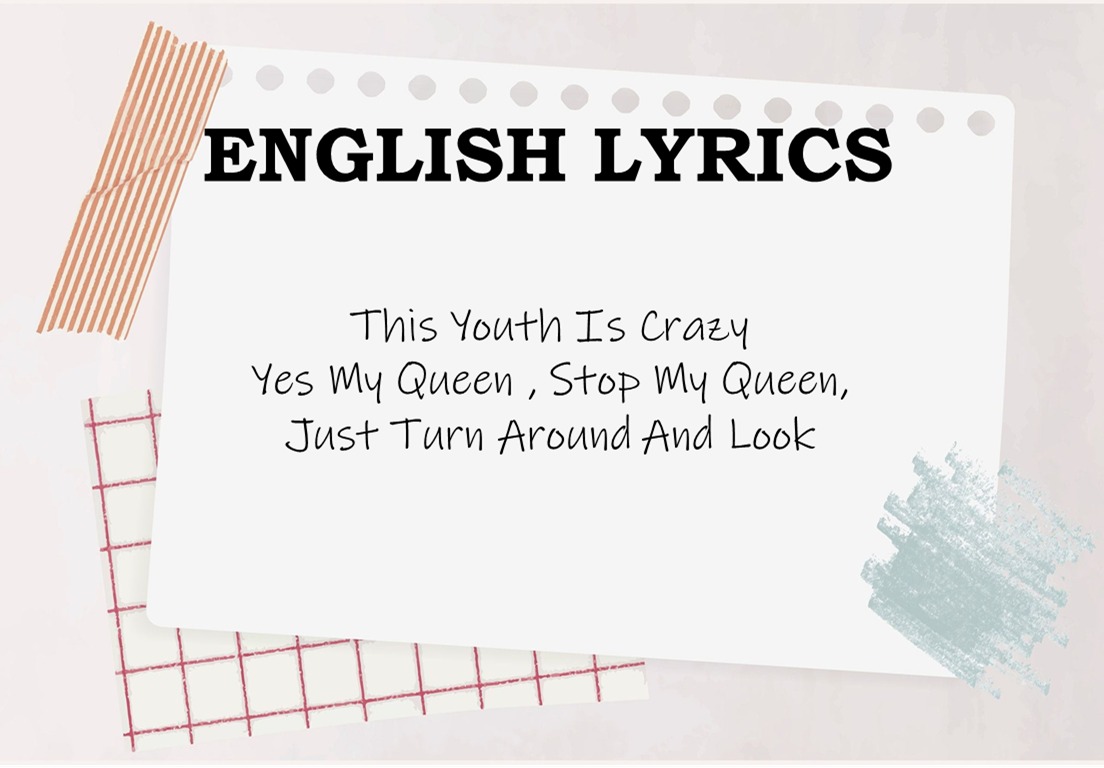 ENGLISH LYRICS
This Youth Is Crazy
Yes My Queen , Stop My Queen,
Just Turn Around And Look